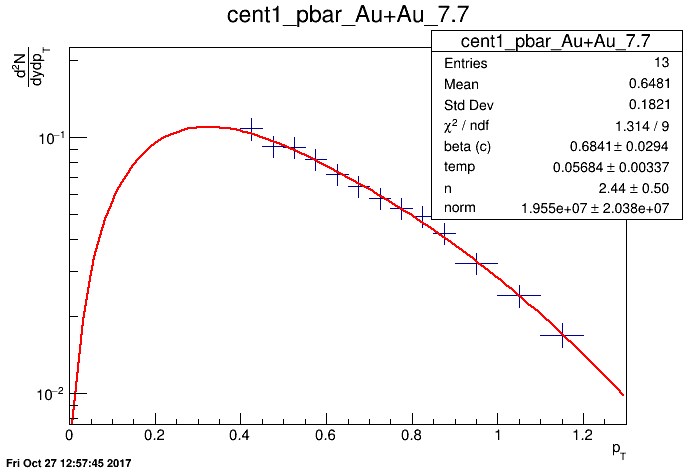 cent1_pbar_Au+Au_7.7
cent1_pbar_Au+Au_7.7
Entries 13
Mean 0.6481
Std Dev 0.1821
χ² / ndf 1.314 / 9
beta (c) 0.6841± 0.0294
temp 0.05684 ± 0.00337
n 2.44 ± 0.50
norm 1.955e+07 ± 2.038e+07
d²N
dydp_T
10⁻¹
10⁻²
0 0.2 0.4 0.6 0.8 1 1.2
p_T
Fri Oct 27 12:57:45 2017